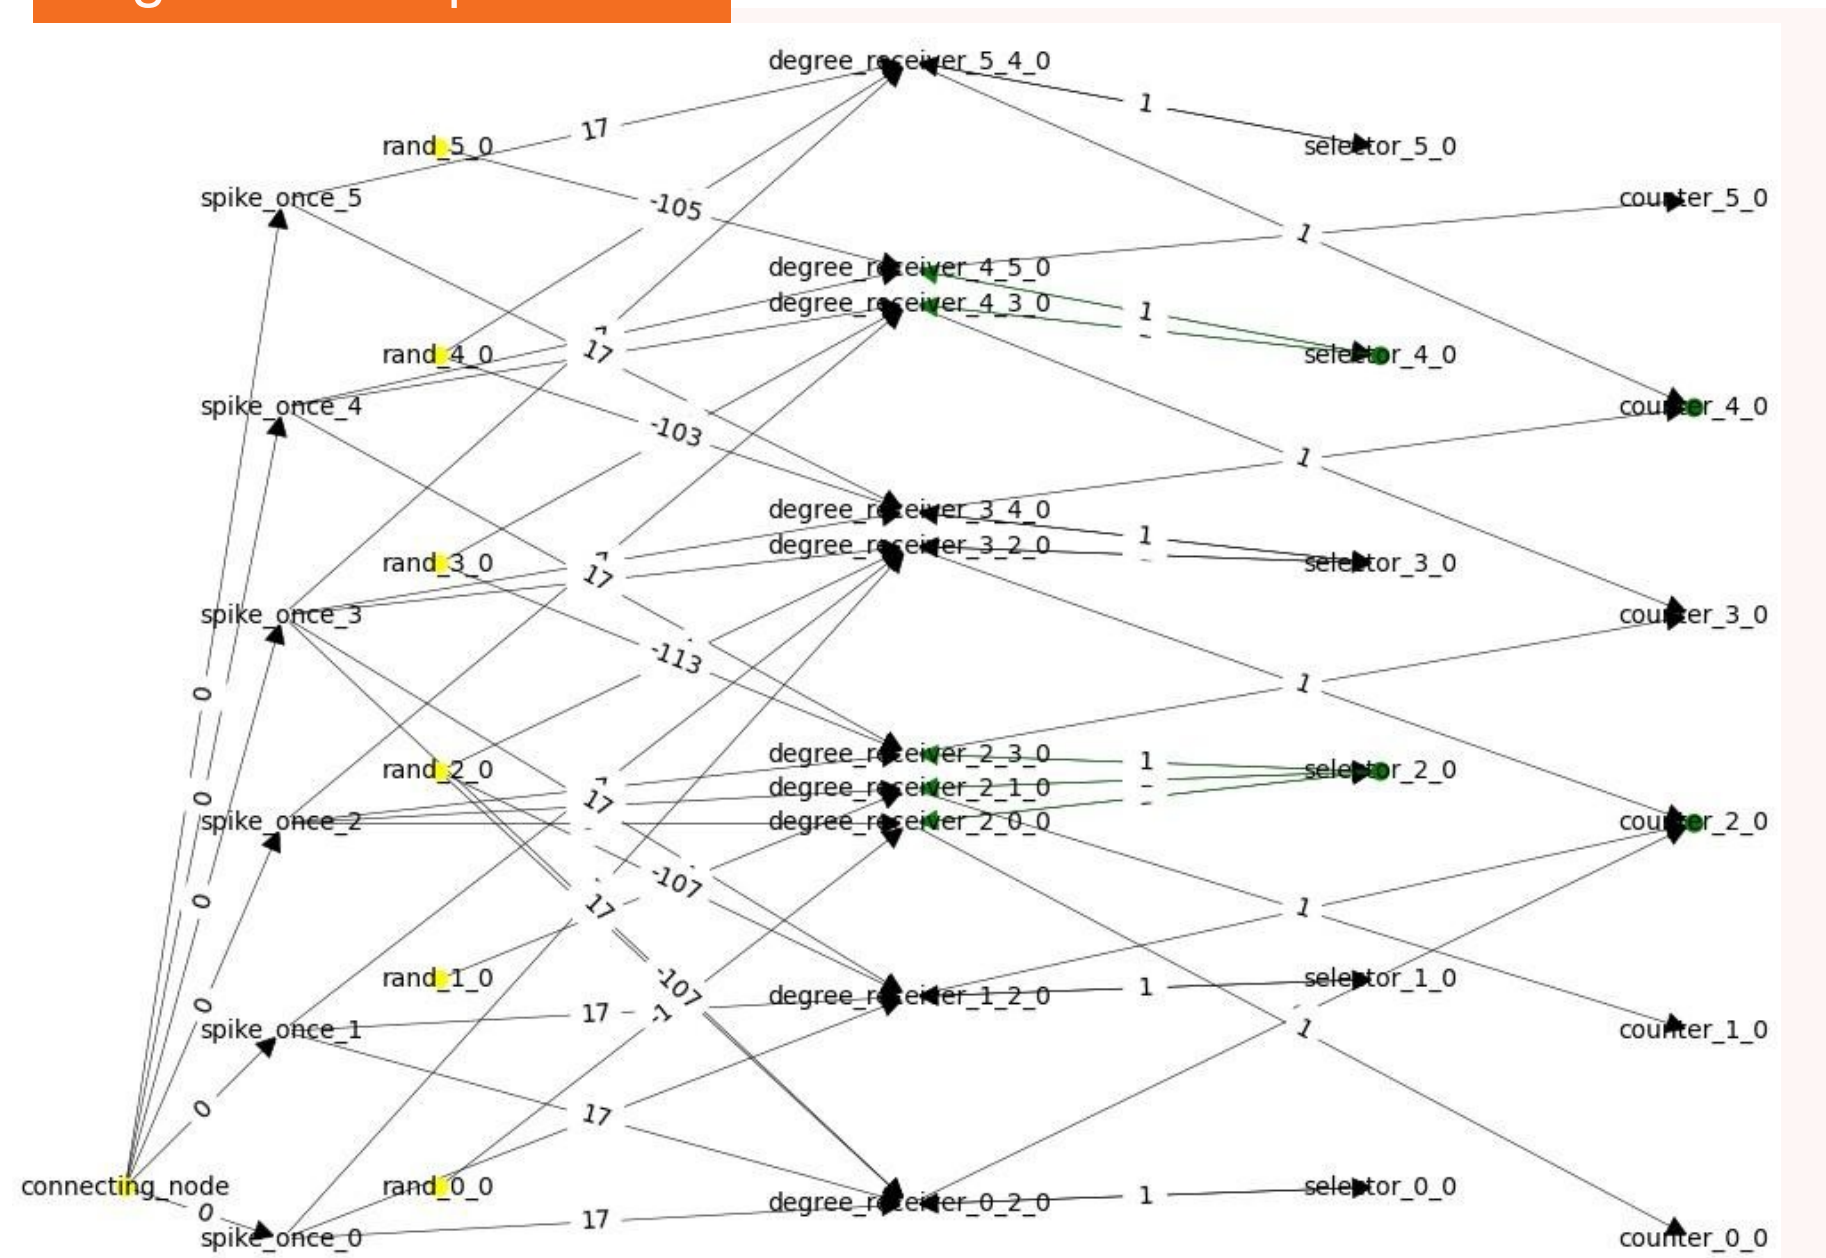 degree_receiver_5_4_0
1
17
rand_5_0
selector_5_0
spike_once_5
-105
counter_5_0
1
degree_receiver_4_5_0
degree_receiver_4_3_0
1
17
rand_4_0
selector_4_0
spike_once_4
counter_4_0
-103
1
degree_receiver_3_4_0
1
degree_receiver_3_2_0
rand_3_0
17
selector_3_0
spike_once_3
counter_3_0
-113
1
0
degree_receiver_2_3_0
1
rand_2_0
selector_2_0
degree_receiver_2_1_0
0
17
spike_once_2
degree_receiver_2_0_0
counter_2_0
-107
0
17
1
rand_1_0
selector_1_0
-107
1
degree_receiver_1_2_0
0
17
spike_once_1
1
counter_1_0
0
17
connecting_node
rand_0_0
selector_0_0
1
degree_receiver_0_2_0
0
17
spike_once_0
counter_0_0